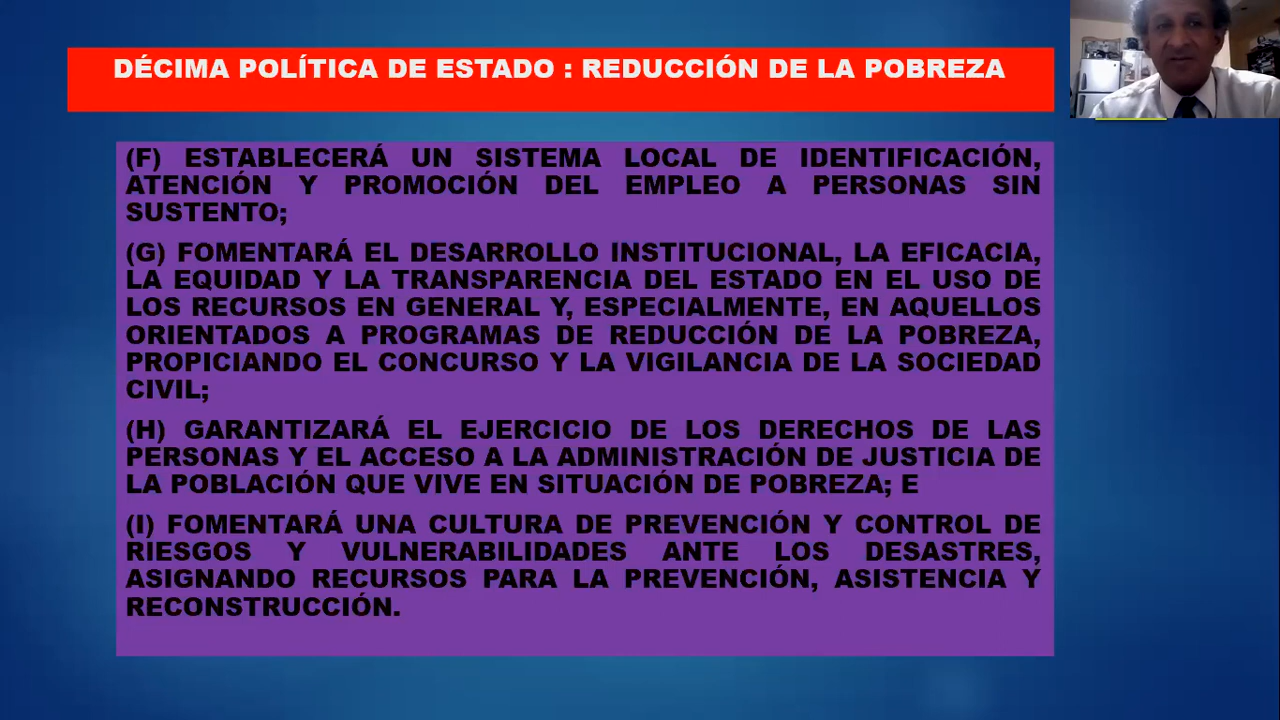 DÉCIMA POLÍTICA DE ESTADO : REDUCCIÓN DE LA POBREZA
(F) ESTABLECERÁ UN SISTEMA LOCAL DE IDENTIFICACIÓN,
ATENCIÓN Y PROMOCIÓN DEL EMPLEO A PERSONAS SIN
SUSTENTO;
(G) FOMENTARÁ EL DESARROLLO INSTITUCIONAL, LA EFICACIA,
LA EQUIDAD Y LA TRANSPARENCIA DEL ESTADO EN EL USO DE
LOS RECURSOS EN GENERAL Y, ESPECIALMENTE, EN AQUELLOS
ORIENTADOS A PROGRAMAS DE REDUCCIÓN DE LA POBREZA,
PROPICIANDO EL CONCURSO Y LA VIGILANCIA DE LA SOCIEDAD
CIVIL;
(H) GARANTIZARÁ EL EJERCICIO DE LOS DERECHOS DE LAS
PERSONAS Y EL ACCESO A LA ADMINISTRACIÓN DE JUSTICIA DE
LA POBLACIÓN QUE VIVE EN SITUACIÓN DE POBREZA; E
(I) FOMENTARÁ UNA CULTURA DE PREVENCIÓN Y CONTROL DE
RIESGOS Y VULNERABILIDADES ANTE LOS DESASTRES,
ASIGNANDO RECURSOS PARA LA PREVENCIÓN, ASISTENCIA Y
RECONSTRUCCIÓN.